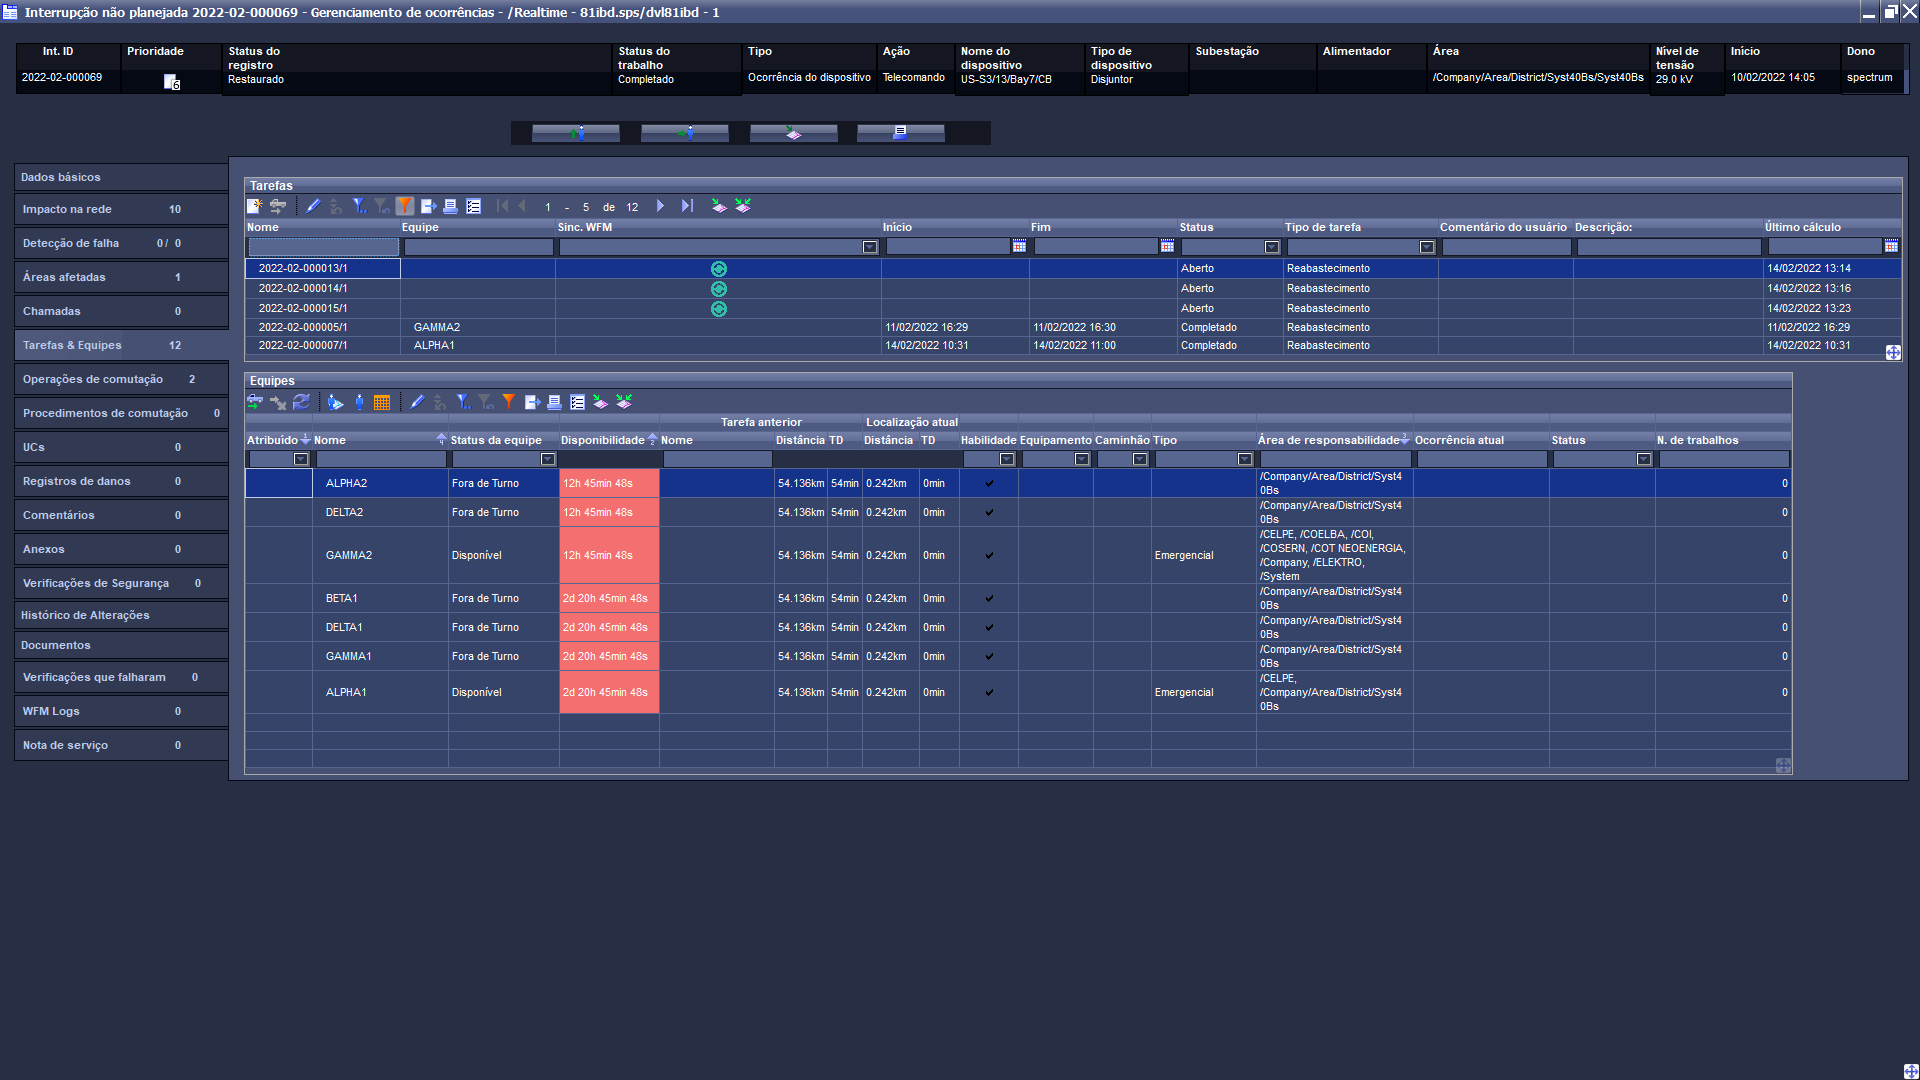 Interrupção não planejada 2022-02-000069 - Gerenciamento de ocorrências - /Realtime - 81ibd.sps/dvl81ibd - 1
Int. ID Prioridade Status do registro Status do trabalho Tipo Ação Nome do dispositivo Tipo de dispositivo Subestação Alimentador Área Nível de tensão Início Dono
2022-02-000069 6 Restaurado Completado Ocorrência do dispositivo Telecomando US-S3/13/Bay7/CB Disjuntor /Company/Area/District/Syst40Bs/Syst40Bs 29.0 kV 10/02/2022 14:05 spectrum
Dados básicos
Impacto na rede 10
Detecção de falha 0 / 0
Áreas afetadas 1
Chamadas 0
Tarefas & Equipes 12
Operações de comutação 2
Procedimentos de comutação 0
UCs 0
Registros de danos 0
Comentários 0
Anexos 0
Verificações de Segurança 0
Histórico de Alterações
Documentos
Verificações que falharam 0
WFM Logs 0
Nota de serviço 0
Tarefas
1 - 5 de 12
Nome Equipe Sinc. WFM Início Fim Status Tipo de tarefa Comentário do usuário Descrição: Último cálculo
2022-02-000013/1 Aberto Reabastecimento 14/02/2022 13:14
2022-02-000014/1 Aberto Reabastecimento 14/02/2022 13:16
2022-02-000015/1 Aberto Reabastecimento 14/02/2022 13:23
2022-02-000005/1 GAMMA2 11/02/2022 16:29 11/02/2022 16:30 Completado Reabastecimento 11/02/2022 16:29
2022-02-000007/1 ALPHA1 14/02/2022 10:31 14/02/2022 11:00 Completado Reabastecimento 14/02/2022 10:31
Equipes
Tarefa anterior Localização atual
Atribuído 1 Nome 4 Status da equipe Disponibilidade 2 Nome Distância TD Distância TD Habilidade Equipamento Caminhão Tipo Área de responsabilidade 3 Ocorrência atual Status N. de trabalhos
ALPHA2 Fora de Turno 12h 45min 48s 54.136km 54min 0.242km 0min /Company/Area/District/Syst4 0
0Bs
DELTA2 Fora de Turno 12h 45min 48s 54.136km 54min 0.242km 0min /Company/Area/District/Syst4 0
0Bs
GAMMA2 Disponível 12h 45min 48s 54.136km 54min 0.242km 0min Emergencial /CELPE, /COELBA, /COI, 0
/COSERN, /COT NEOENERGIA,
/Company, /ELEKTRO,
/System
BETA1 Fora de Turno 2d 20h 45min 48s 54.136km 54min 0.242km 0min /Company/Area/District/Syst4 0
0Bs
DELTA1 Fora de Turno 2d 20h 45min 48s 54.136km 54min 0.242km 0min /Company/Area/District/Syst4 0
0Bs
GAMMA1 Fora de Turno 2d 20h 45min 48s 54.136km 54min 0.242km 0min /Company/Area/District/Syst4 0
0Bs
ALPHA1 Disponível 2d 20h 45min 48s 54.136km 54min 0.242km 0min Emergencial /CELPE, 0
/Company/Area/District/Syst4
0Bs